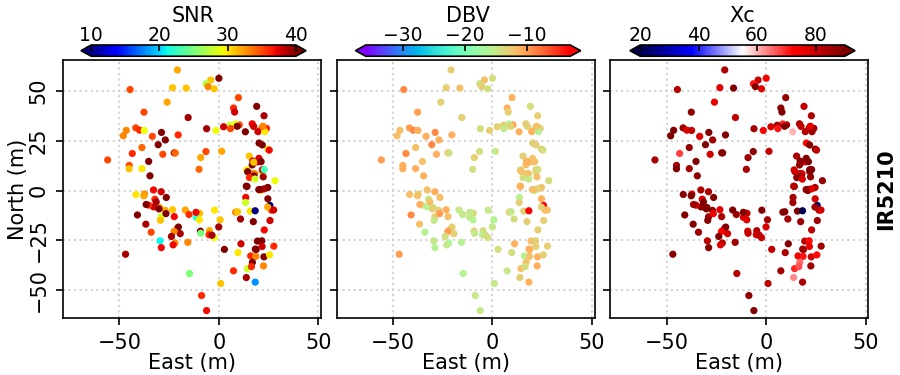 SNR DBV Xc
10 20 30 40 −30 −20 −10 20 40 60 80
50
25
0
−25
−50
North (m)
−50 0 50 −50 0 50 −50 0 50
East (m) East (m) East (m)
IR5210